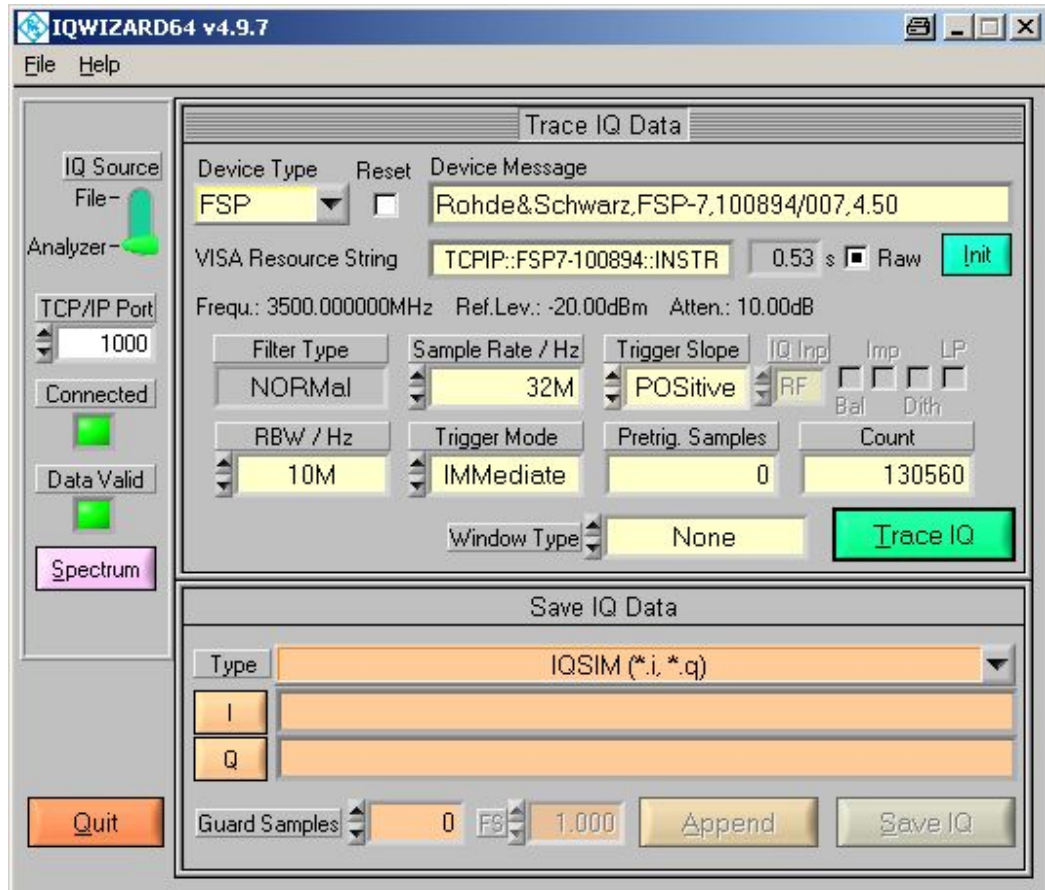 IQWIZARD64 v4.9.7
File Help
Trace IQ Data
IQ Source
File-
Analyzer-
TCP/IP Port
1000
Connected
Data Valid
Spectrum
Quit
Device Type Reset Device Message
FSP Rohde&Schwarz,FSP-7,100894/007,4.50
VISA Resource String TCPIP::FSP7-100894::INSTR 0.53 s Raw Init
Frequ.: 3500.000000MHz Ref.Lev.: -20.00dBm Atten.: 10.00dB
Filter Type Sample Rate / Hz Trigger Slope IQ Inp Imp LP
NORMal 32M POSitive RF
Bal Dith
RBW / Hz Trigger Mode Pretrig. Samples Count
10M IMMediate 0 130560
Window Type None Trace IQ
Save IQ Data
Type IQSIM (*.i, *.q)
I
Q
Guard Samples 0 FS 1.000 Append Save IQ